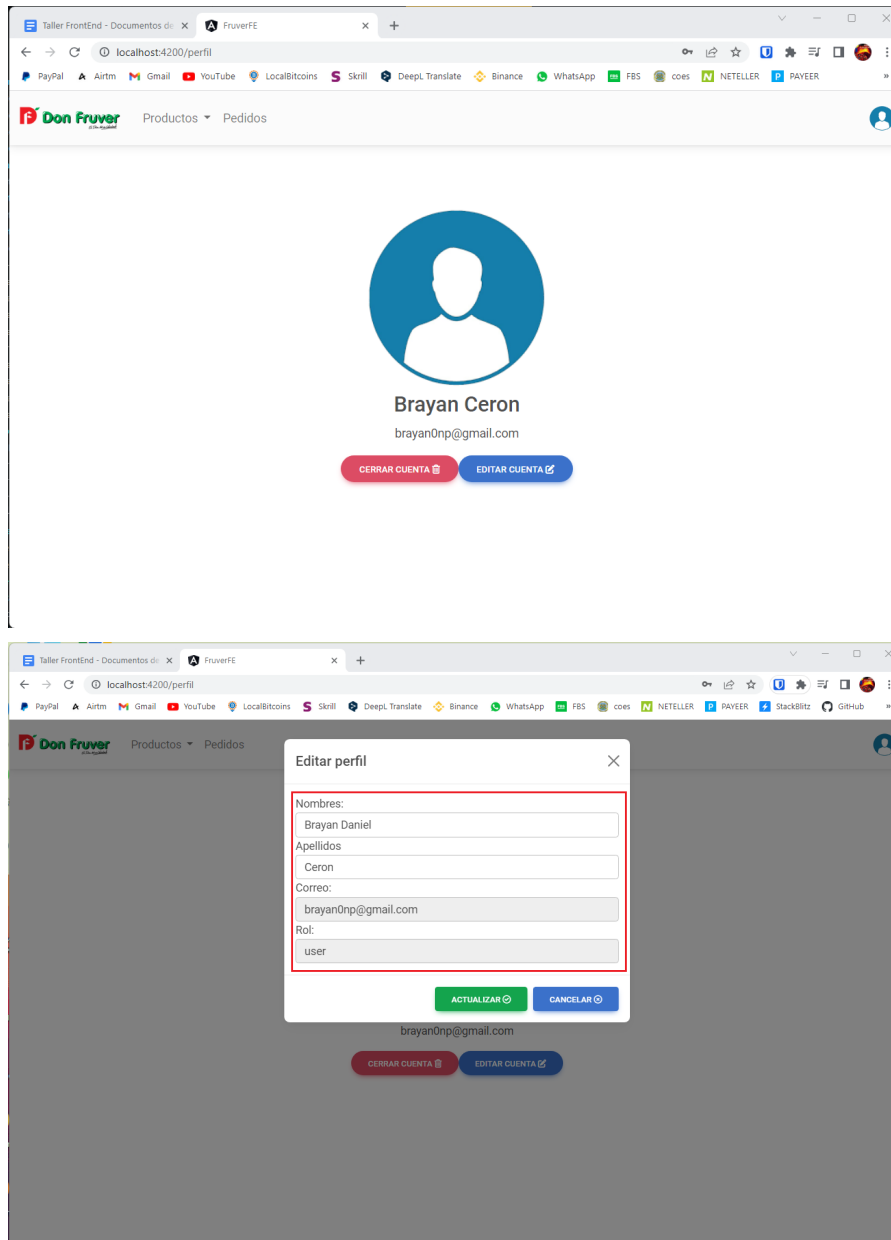 Taller FrontEnd - Documentos de
FruverFE
localhost:4200/perfil
PayPal Airtm Gmail YouTube LocalBitcoins Skrill DeepL Translate Binance WhatsApp FBS coes NETELLER PAYEER »
Don Fruver Productos Pedidos
Brayan Ceron
brayan0np@gmail.com
CERRAR CUENTA EDITAR CUENTA
Taller FrontEnd - Documentos de
FruverFE
localhost:4200/perfil
PayPal Airtm Gmail YouTube LocalBitcoins Skrill DeepL Translate Binance WhatsApp FBS coes NETELLER PAYEER StackBlitz GitHub »
Don Fruver Productos Pedidos
Editar perfil
Nombres:
Brayan Daniel
Apellidos
Ceron
Correo:
brayan0np@gmail.com
Rol:
user
ACTUALIZAR CANCELAR
brayan0np@gmail.com
CERRAR CUENTA EDITAR CUENTA